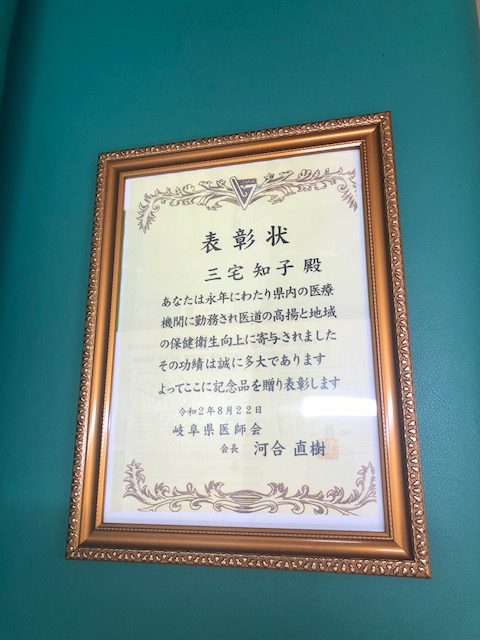 表彰状
三宅知子殿
あなたは永年にわたり県内の医療
機関に勤務され医道の高揚と地域
の保健衛生向上に寄与されました
その功績は誠に多大であります
よってここに記念品を贈り表彰します
令和2年8月22日
岐阜県医師会
会長 河合直樹